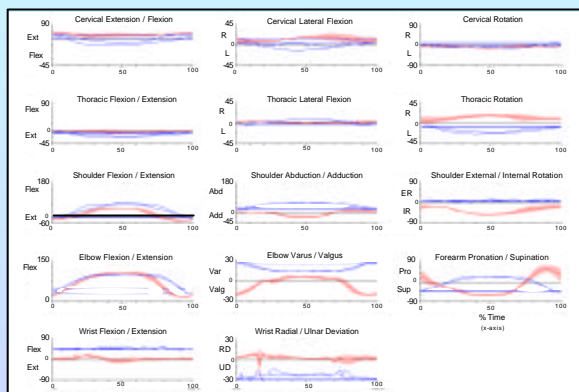 Cervical Extension / Flexion
90
Ext
Flex
-45
0
50
100
Cervical Lateral Flexion
45
R
0
L
-45
0
50
100
Cervical Rotation
90
R
L
-90
0
50
100
Thoracic Flexion / Extension
90
Flex
Ext
-45
0
50
100
Thoracic Lateral Flexion
45
R
L
-45
0
50
100
Thoracic Rotation
45
R
L
-45
0
50
100
Shoulder Flexion / Extension
180
Flex
Ext
0
-60
0
50
100
Shoulder Abduction / Adduction
180
Abd
Add
-45
0
50
100
Shoulder External / Internal Rotation
90
ER
IR
-90
0
50
100
Elbow Flexion / Extension
150
Flex
0
0
50
100
Elbow Varus / Valgus
30
Var
Valg
-30
0
50
100
Forearm Pronation / Supination
90
Pro
0
Sup
-90
0
50
100
% Time
(x-axis)
Wrist Flexion / Extension
90
Flex
Ext
-90
0
50
100
Wrist Radial / Ulnar Deviation
30
RD
0
UD
-30
0
50
100